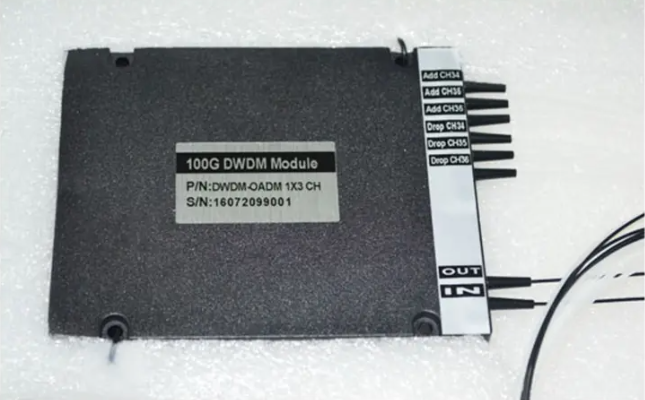 100G DWDM Module
P/N:DWDM-OADM 1X3 CH
S/N:16072099001
Add CH34
Add CH35
Add CH36
Drop CH34
Drop CH35
Drop CH36
OUT
IN